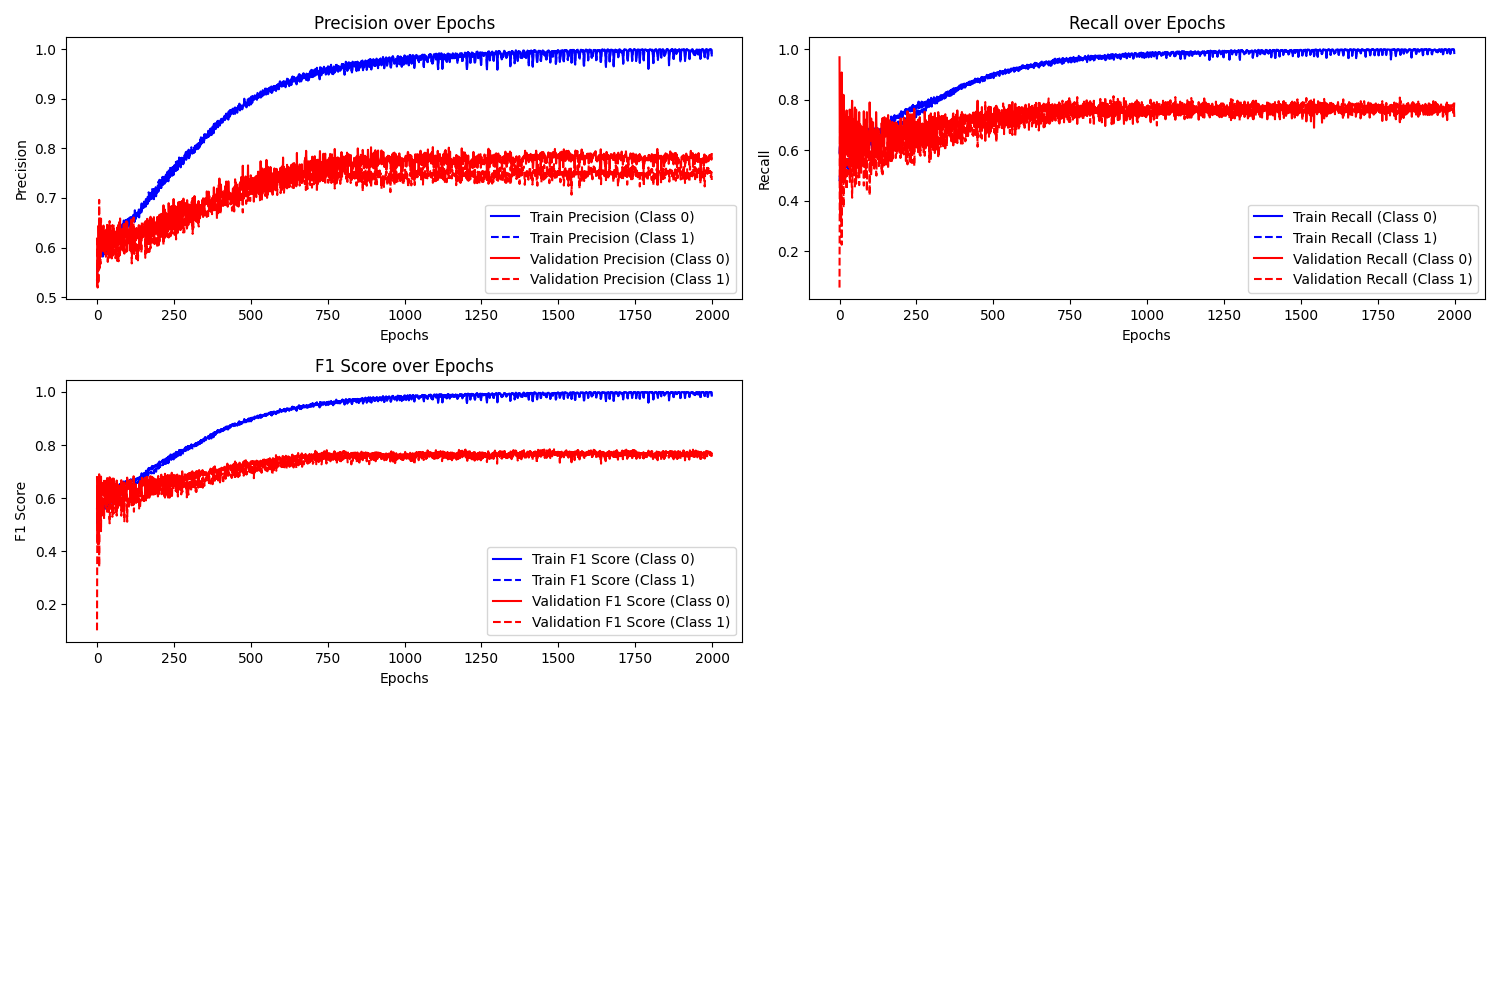 Precision over Epochs
1.0
0.9
0.8
0.7
0.6
0.5
Precision
0 250 500 750 1000 1250 1500 1750 2000
Epochs
Train Precision (Class 0)
Train Precision (Class 1)
Validation Precision (Class 0)
Validation Precision (Class 1)
Recall over Epochs
1.0
0.8
0.6
0.4
0.2
Recall
0 250 500 750 1000 1250 1500 1750 2000
Epochs
Train Recall (Class 0)
Train Recall (Class 1)
Validation Recall (Class 0)
Validation Recall (Class 1)
F1 Score over Epochs
1.0
0.8
0.6
0.4
0.2
F1 Score
0 250 500 750 1000 1250 1500 1750 2000
Epochs
Train F1 Score (Class 0)
Train F1 Score (Class 1)
Validation F1 Score (Class 0)
Validation F1 Score (Class 1)